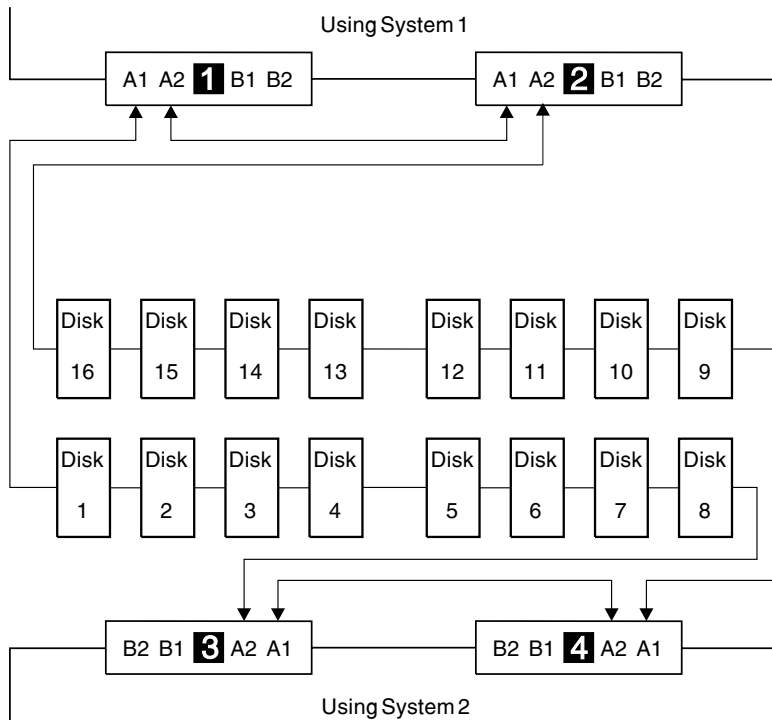 Using System 1
A1 A2 1 B1 B2
A1 A2 2 B1 B2
Disk 16
Disk 15
Disk 14
Disk 13
Disk 12
Disk 11
Disk 10
Disk 9
Disk 1
Disk 2
Disk 3
Disk 4
Disk 5
Disk 6
Disk 7
Disk 8
B2 B1 3 A2 A1
B2 B1 4 A2 A1
Using System 2